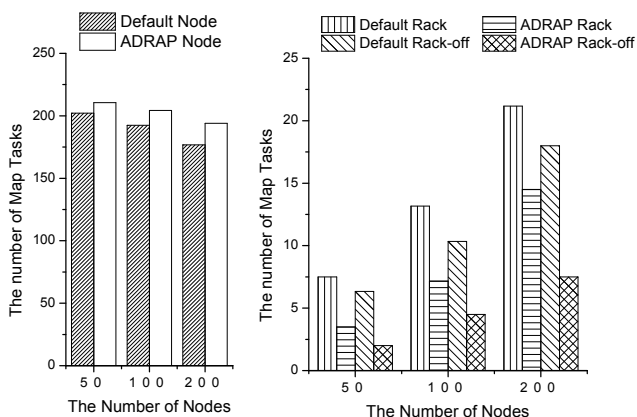 Default Node
ADRAP Node
The number of Map Tasks
250
200
150
100
50
0
50 100 200
The Number of Nodes
Default Rack ADRAP Rack
Default Rack-off ADRAP Rack-off
The number of Map Tasks
25
20
15
10
5
0
50 100 200
The Number of Nodes